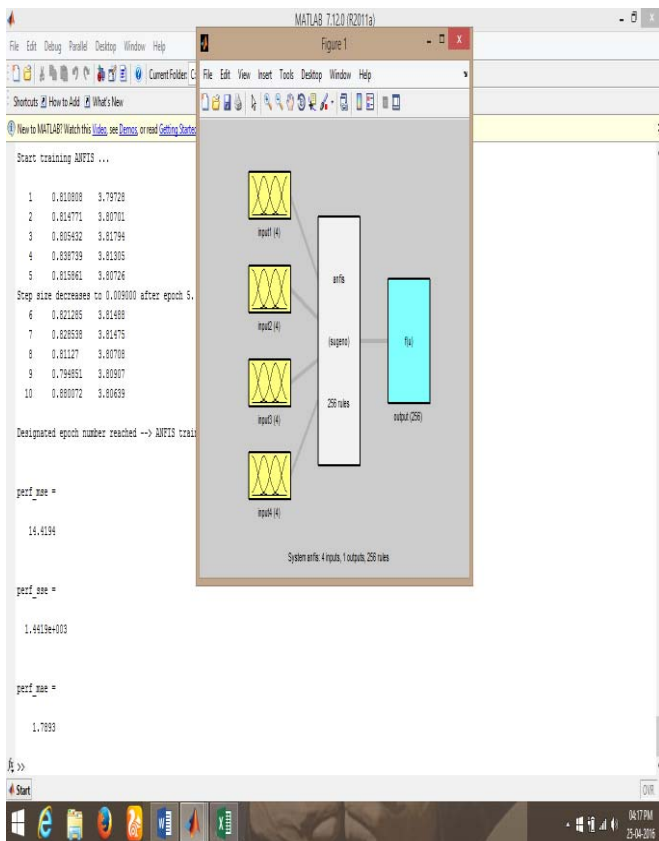 MATLAB 7.12.0 (R2011a)
File Edit Debug Parallel Desktop Window Help
Current Folder: C
Shortcuts How to Add What's New
New to MATLAB? Watch this Video, see Demos, or read Getting Started
Start training ANFIS ...
1 0.810808 3.79728
2 0.814771 3.80701
3 0.805432 3.81794
4 0.838739 3.81305
5 0.815861 3.80726
Step size decreases to 0.009000 after epoch 5.
6 0.821285 3.81488
7 0.828538 3.81475
8 0.81127 3.80708
9 0.794851 3.80907
10 0.880072 3.80639
Designated epoch number reached --> ANFIS trai
perf_mse =
14.4194
perf_sse =
1.4419e+003
perf_mae =
1.7893
fx >>
Start
OVR
Figure 1
File Edit View Insert Tools Desktop Window Help
input1 (4)
input2 (4)
input3 (4)
input4 (4)
anfis
(sugeno)
256 rules
f(u)
output (256)
System anfis: 4 inputs, 1 outputs, 256 rules
04:17 PM
25-04-2016